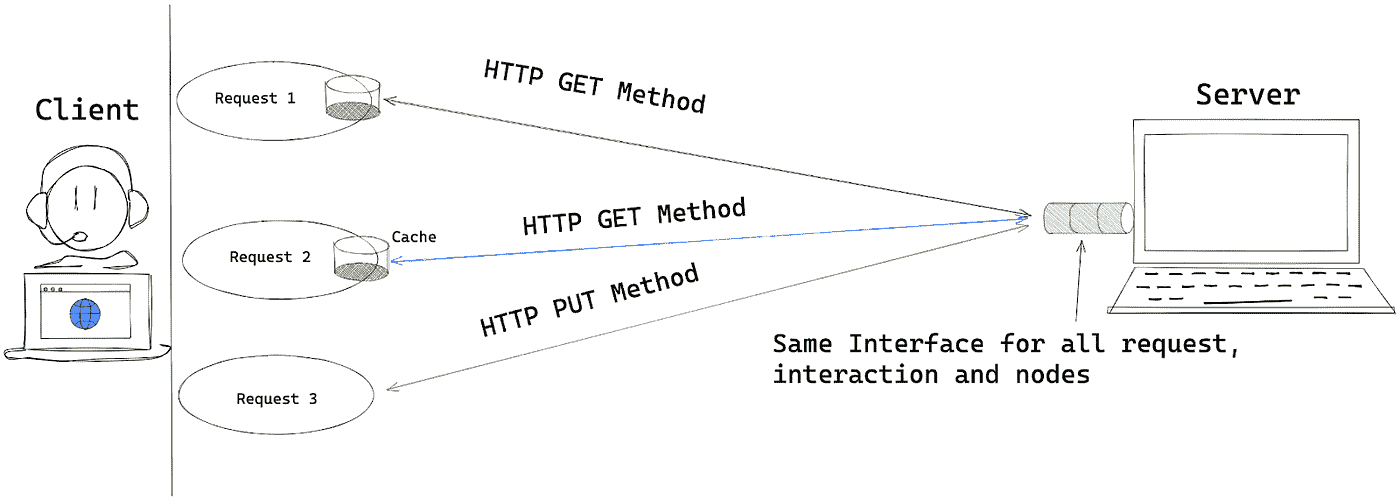 Client
Server
Request 1
HTTP GET Method
Request 2
Cache
HTTP GET Method
HTTP PUT Method
Request 3
Same Interface for all request,
interaction and nodes